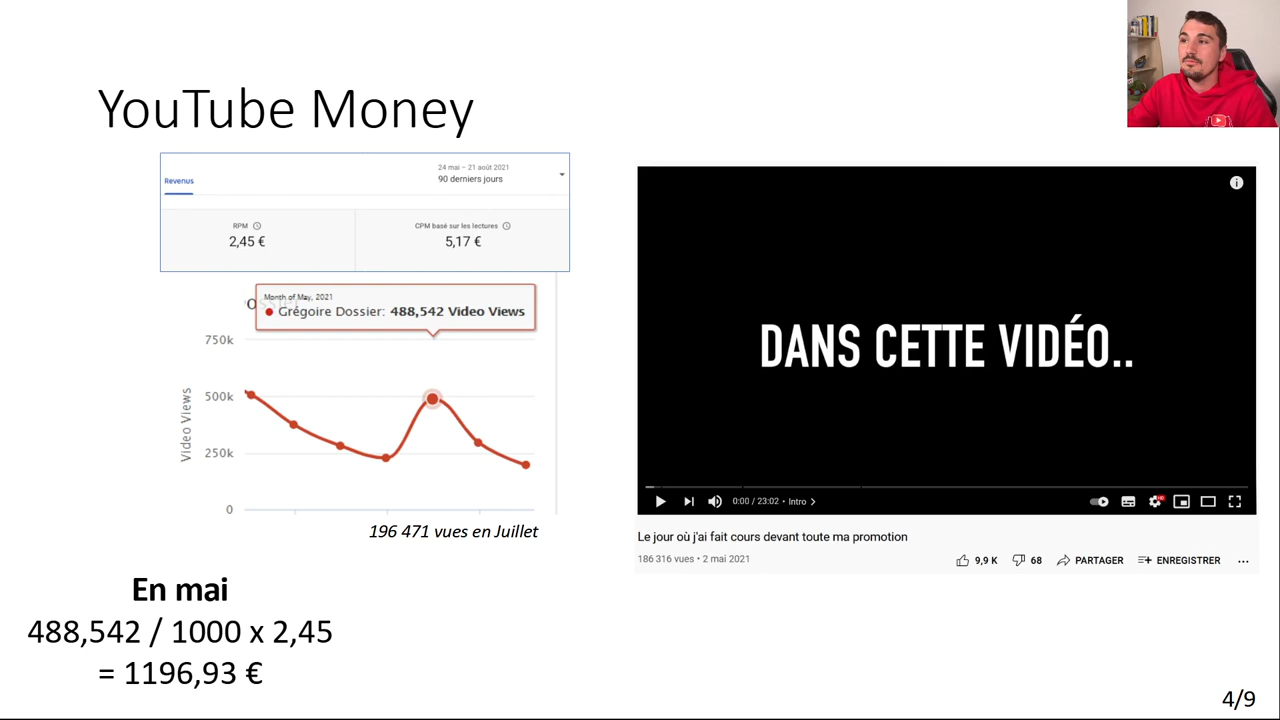 YouTube Money
24 mai – 21 août 2021
90 derniers jours
Revenus
RPM
2,45 €
CPM basé sur les lectures
5,17 €
Month of May, 2021
Grégoire Dossier: 488,542 Video Views
750k
500k
250k
0
Video Views
196 471 vues en Juillet
En mai
488,542 / 1000 x 2,45
= 1196,93 €
DANS CETTE VIDÉO..
0:00 / 23:02 • Intro
HD
Le jour où j'ai fait cours devant toute ma promotion
186 316 vues • 2 mai 2021
9,9 K
68
PARTAGER
ENREGISTRER
4/9